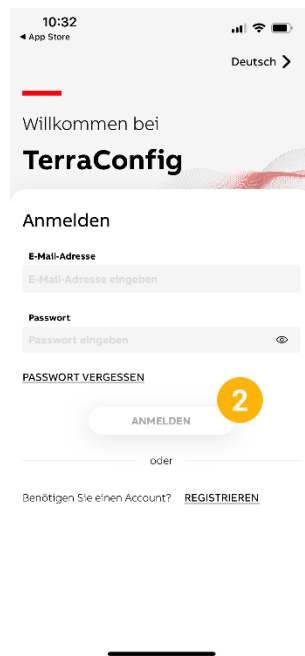 10:32
App Store
Deutsch
Willkommen bei
TerraConfig
Anmelden
E-Mail-Adresse
E-Mail-Adresse eingeben
Passwort
Passwort eingeben
PASSWORT VERGESSEN
2
ANMELDEN
oder
Benötigen Sie einen Account? REGISTRIEREN